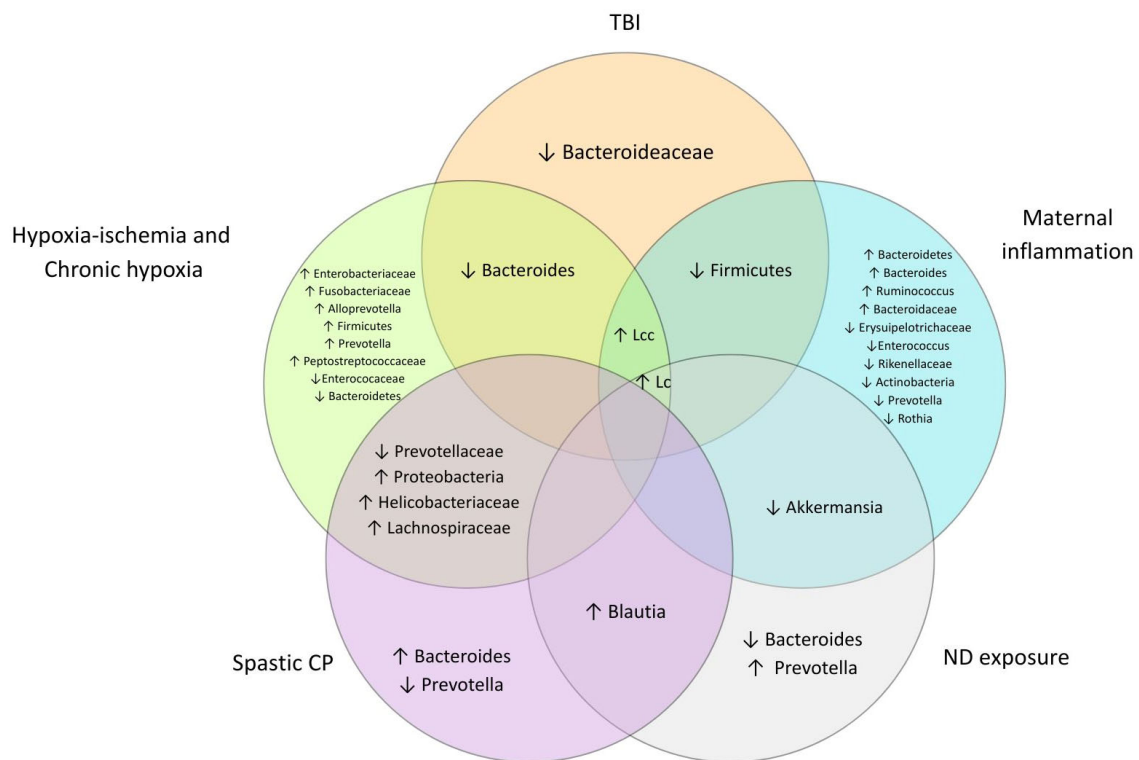 TBI
↓ Bacteroideaceae
Hypoxia-ischemia and
Chronic hypoxia
Maternal
inflammation
↑ Enterobacteriaceae
↑ Fusobacteriaceae
↑ Alloprevotella
↑ Firmicutes
↑ Prevotella
↑ Peptostreptococcaceae
↓Enterococaceae
↓ Bacteroidetes
↓ Bacteroides
↓ Firmicutes
↑ Bacteroidetes
↑ Bacteroides
↑ Ruminococcus
↑ Bacteroidaceae
↓ Erysuipelotrichaceae
↓Enterococcus
↓ Rikenellaceae
↓ Actinobacteria
↓ Prevotella
↓ Rothia
↑ Lcc
↑ Lc
↓ Prevotellaceae
↑ Proteobacteria
↑ Helicobacteriaceae
↑ Lachnospiraceae
↓ Akkermansia
↑ Blautia
Spastic CP
↑ Bacteroides
↓ Prevotella
↓ Bacteroides
↑ Prevotella
ND exposure